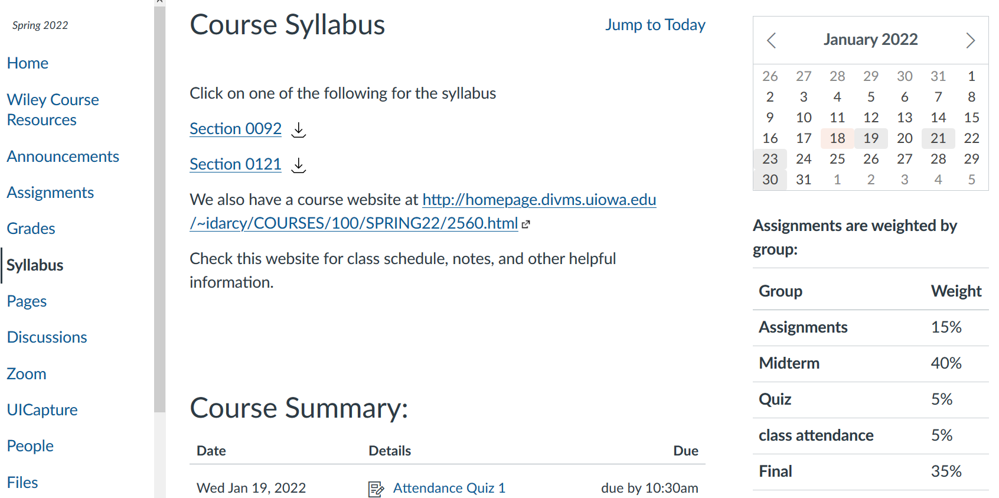 Spring 2022
Home
Wiley Course
Resources
Announcements
Assignments
Grades
Syllabus
Pages
Discussions
Zoom
UICapture
People
Files
Course Syllabus
Jump to Today
Click on one of the following for the syllabus
Section 0092
Section 0121
We also have a course website at http://homepage.divms.uiowa.edu
/~idarcy/COURSES/100/SPRING22/2560.html
Check this website for class schedule, notes, and other helpful
information.
Course Summary:
Date Details Due
Wed Jan 19, 2022 Attendance Quiz 1 due by 10:30am
January 2022
26 27 28 29 30 31 1
2 3 4 5 6 7 8
9 10 11 12 13 14 15
16 17 18 19 20 21 22
23 24 25 26 27 28 29
30 31 1 2 3 4 5
Assignments are weighted by
group:
Group Weight
Assignments 15%
Midterm 40%
Quiz 5%
class attendance 5%
Final 35%